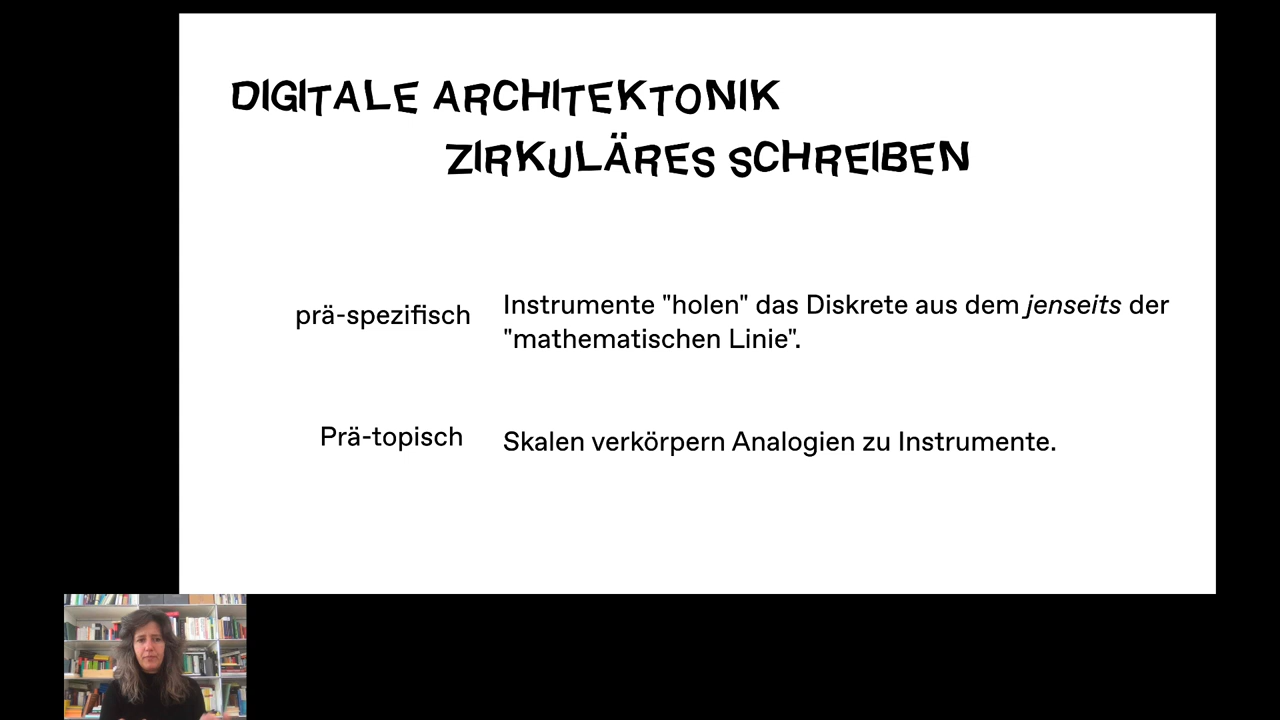 DIGITALE ARCHITEKTONIK
ZIRKULÄRES SCHREIBEN
prä-spezifisch
Instrumente "holen" das Diskrete aus dem jenseits der
"mathematischen Linie".
Prä-topisch
Skalen verkörpern Analogien zu Instrumente.